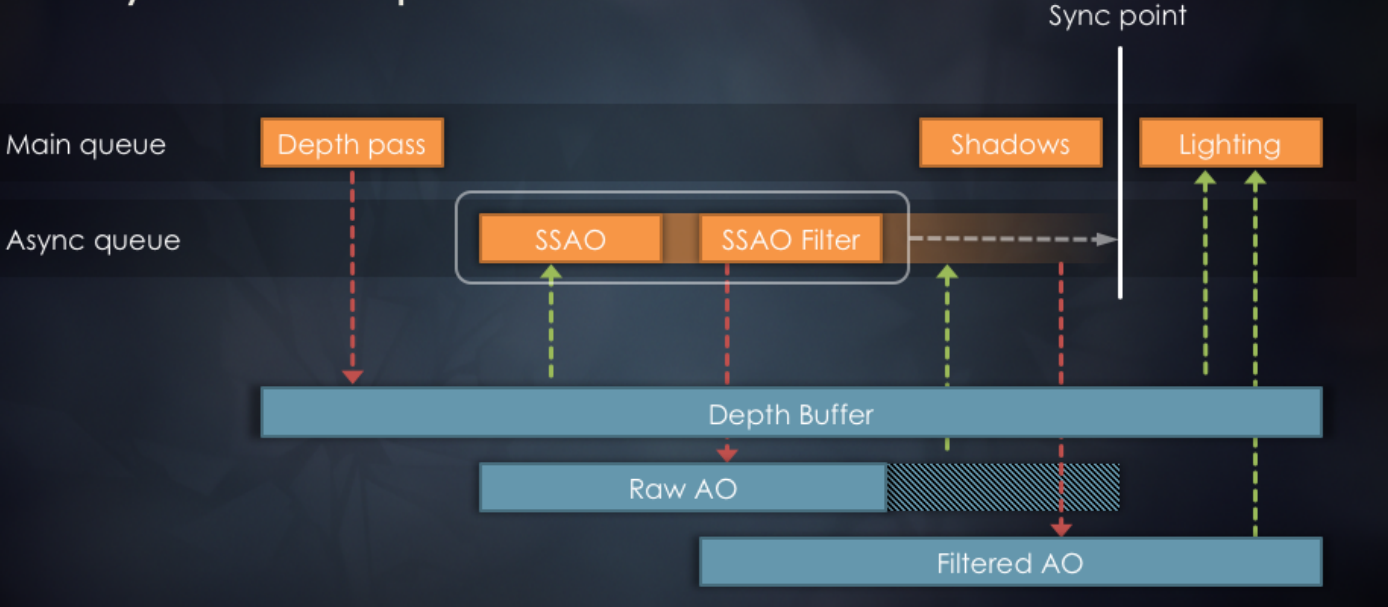 Sync point
Main queue
Depth pass
Shadows
Lighting
Async queue
SSAO
SSAO Filter
Depth Buffer
Raw AO
Filtered AO